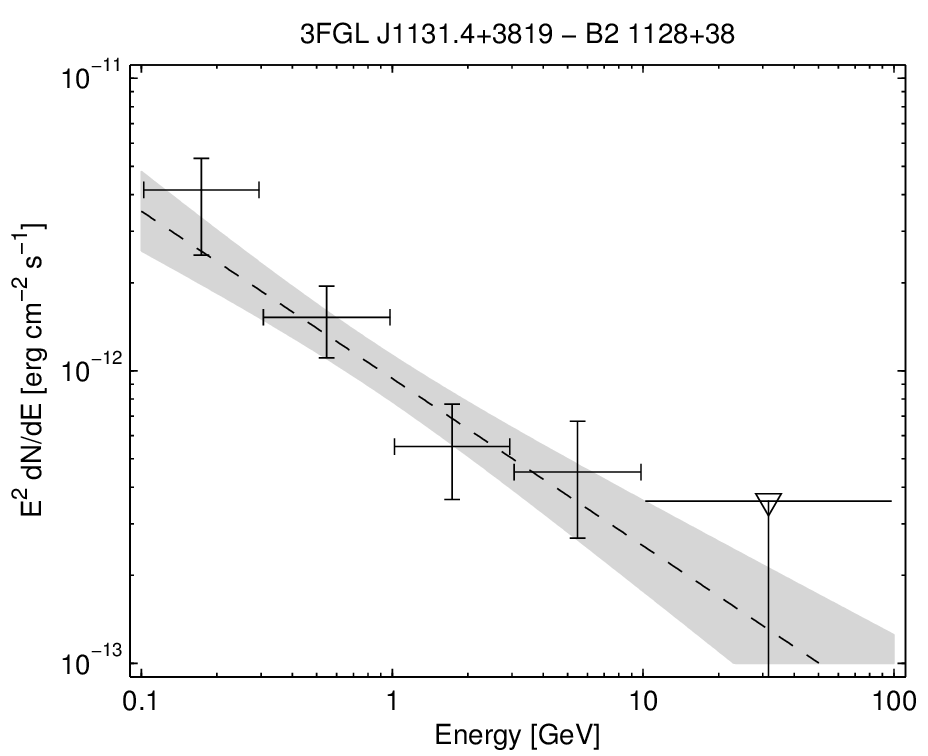 3FGL J1131.4+3819 − B2 1128+38
E² dN/dE [erg cm⁻² s⁻¹]
10⁻¹¹
10⁻¹²
10⁻¹³
0.1 1 10 100
Energy [GeV]